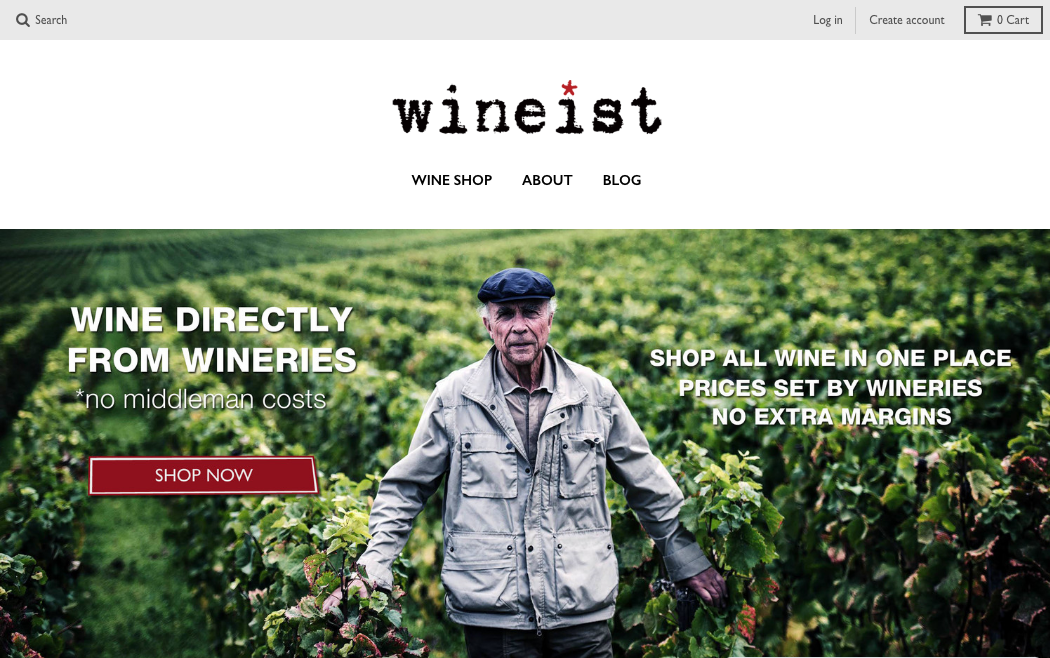 Search
Log in
Create account
0 Cart
wineist
WINE SHOP
ABOUT
BLOG
WINE DIRECTLY
FROM WINERIES
*no middleman costs
SHOP NOW
SHOP ALL WINE IN ONE PLACE
PRICES SET BY WINERIES
NO EXTRA MARGINS